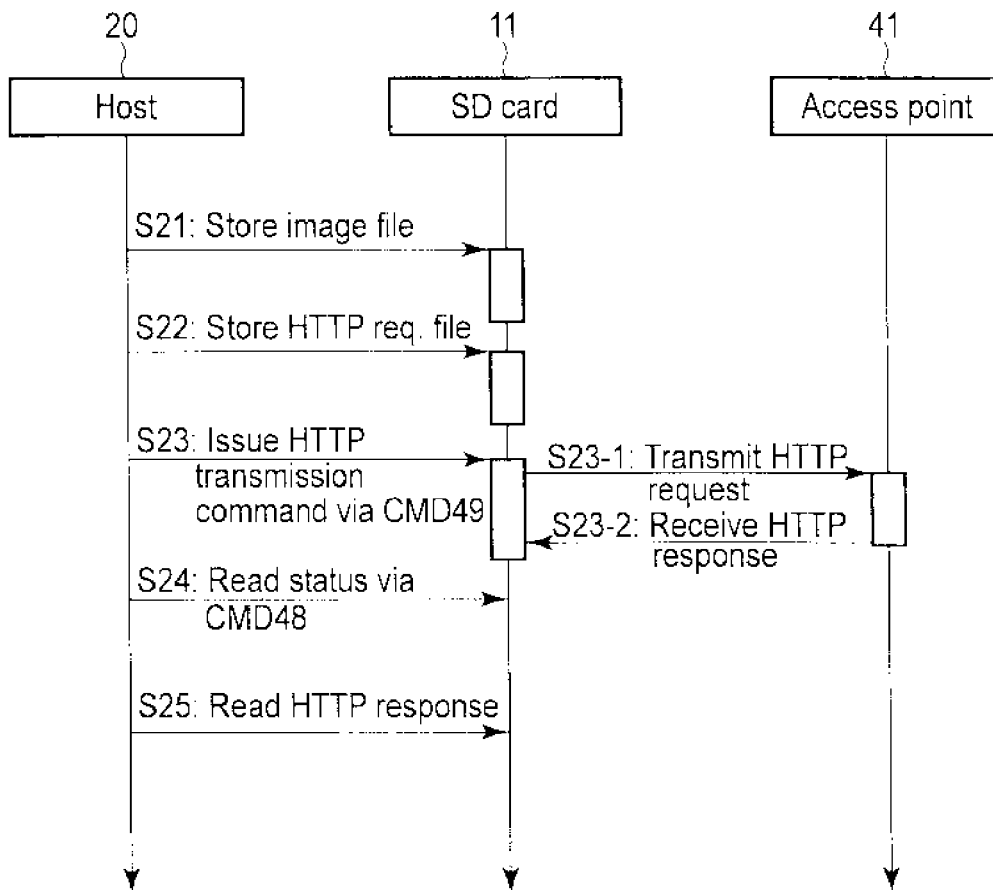 20
11
41
Host
SD card
Access point
S21: Store image file
S22: Store HTTP req. file
S23: Issue HTTP
transmission
command via CMD49
S23-1: Transmit HTTP
request
S23-2: Receive HTTP
response
S24: Read status via
CMD48
S25: Read HTTP response